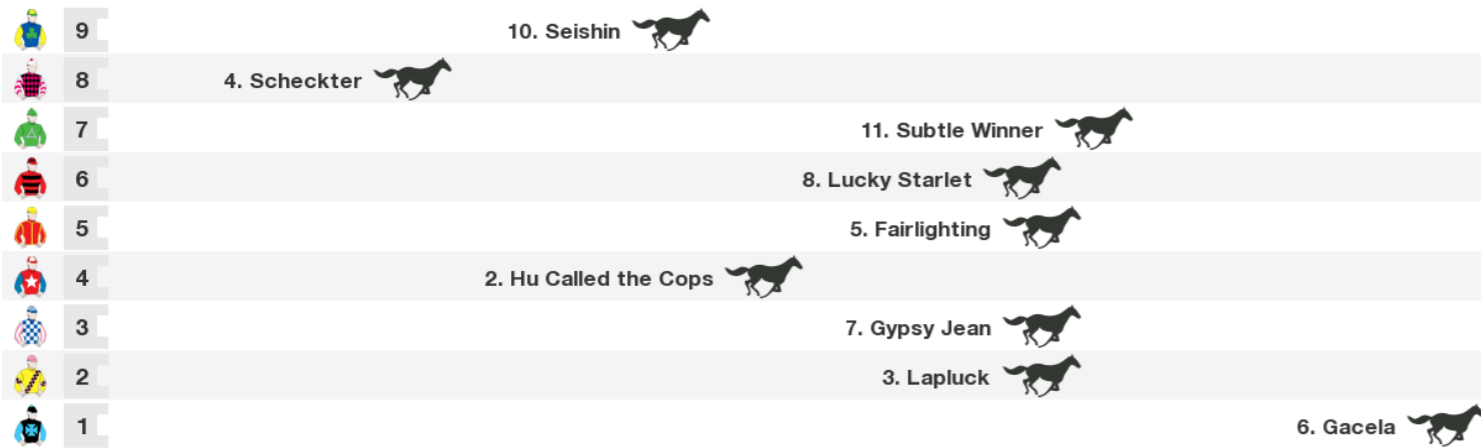 9 10. Seishin
8 4. Scheckter
7 11. Subtle Winner
6 8. Lucky Starlet
5 5. Fairlighting
4 2. Hu Called the Cops
3 7. Gypsy Jean
2 3. Lapluck
1 6. Gacela